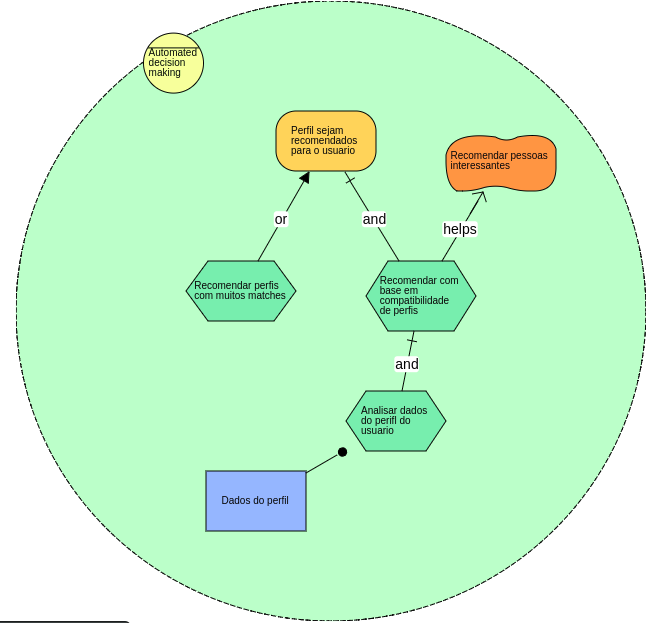 Automated
decision
making
Perfil sejam
recomendados
para o usuario
Recomendar pessoas
interessantes
or
and
helps
Recomendar perfis
com muitos matches
Recomendar com
base em
compatibilidade
de perfis
and
Analisar dados
do perifl do
usuario
Dados do perfil